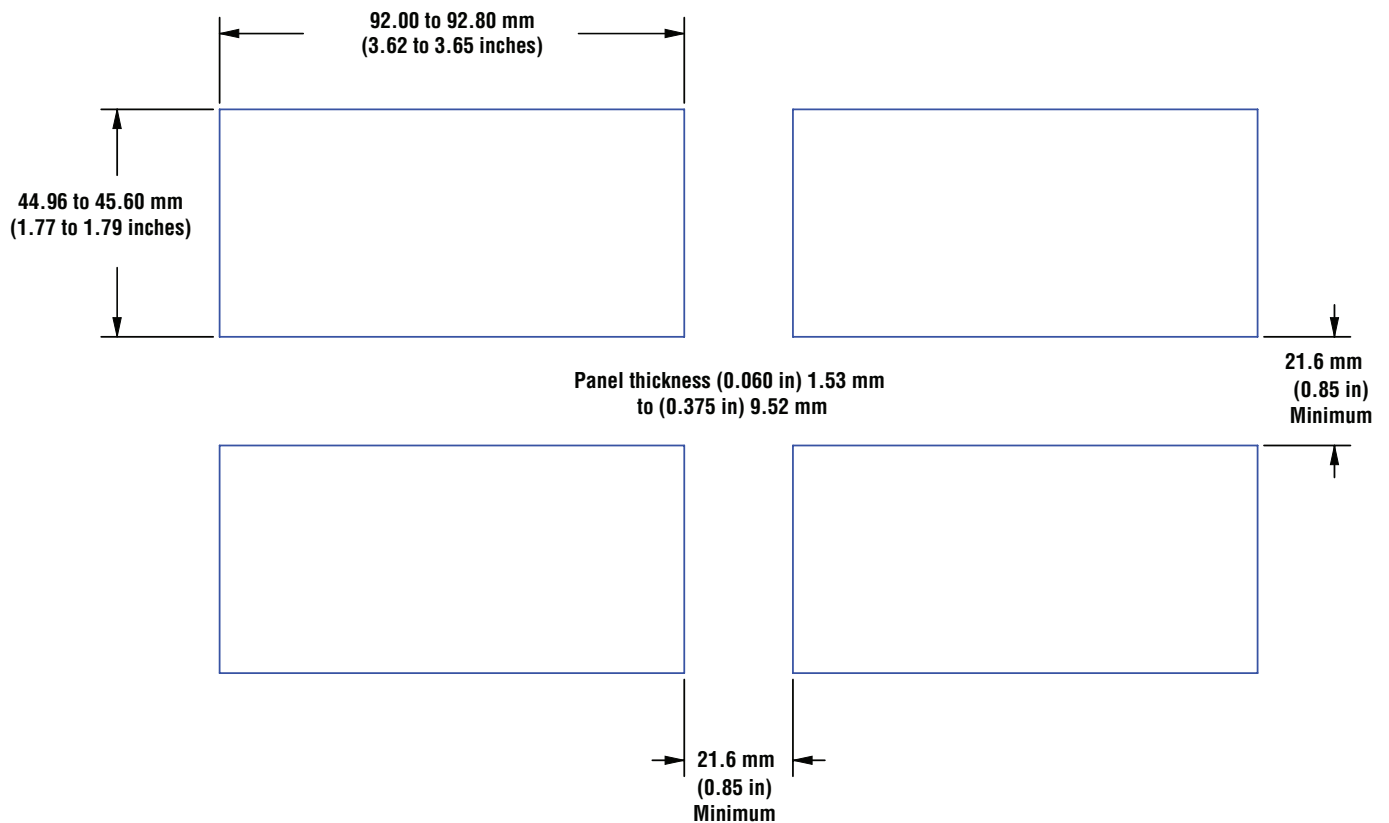 92.00 to 92.80 mm
(3.62 to 3.65 inches)
44.96 to 45.60 mm
(1.77 to 1.79 inches)
Panel thickness (0.060 in) 1.53 mm
to (0.375 in) 9.52 mm
21.6 mm
(0.85 in)
Minimum
21.6 mm
(0.85 in)
Minimum